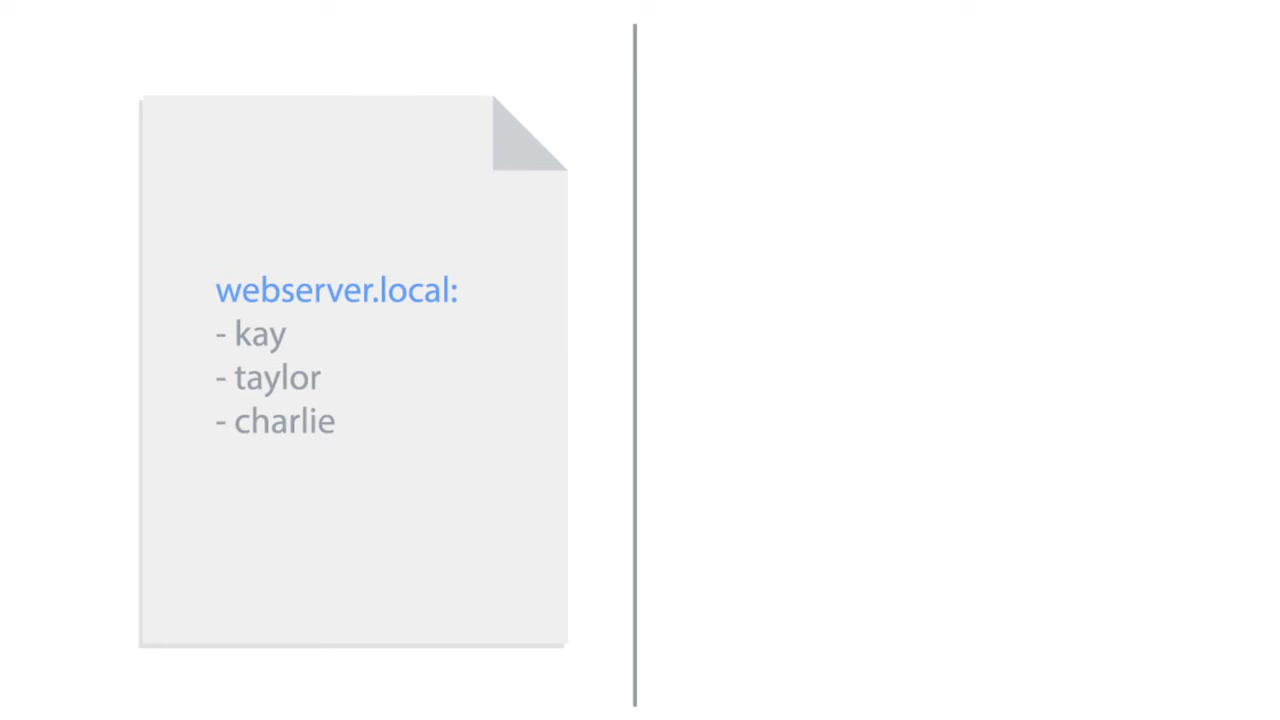 webserver.local:
- kay
- taylor
- charlie